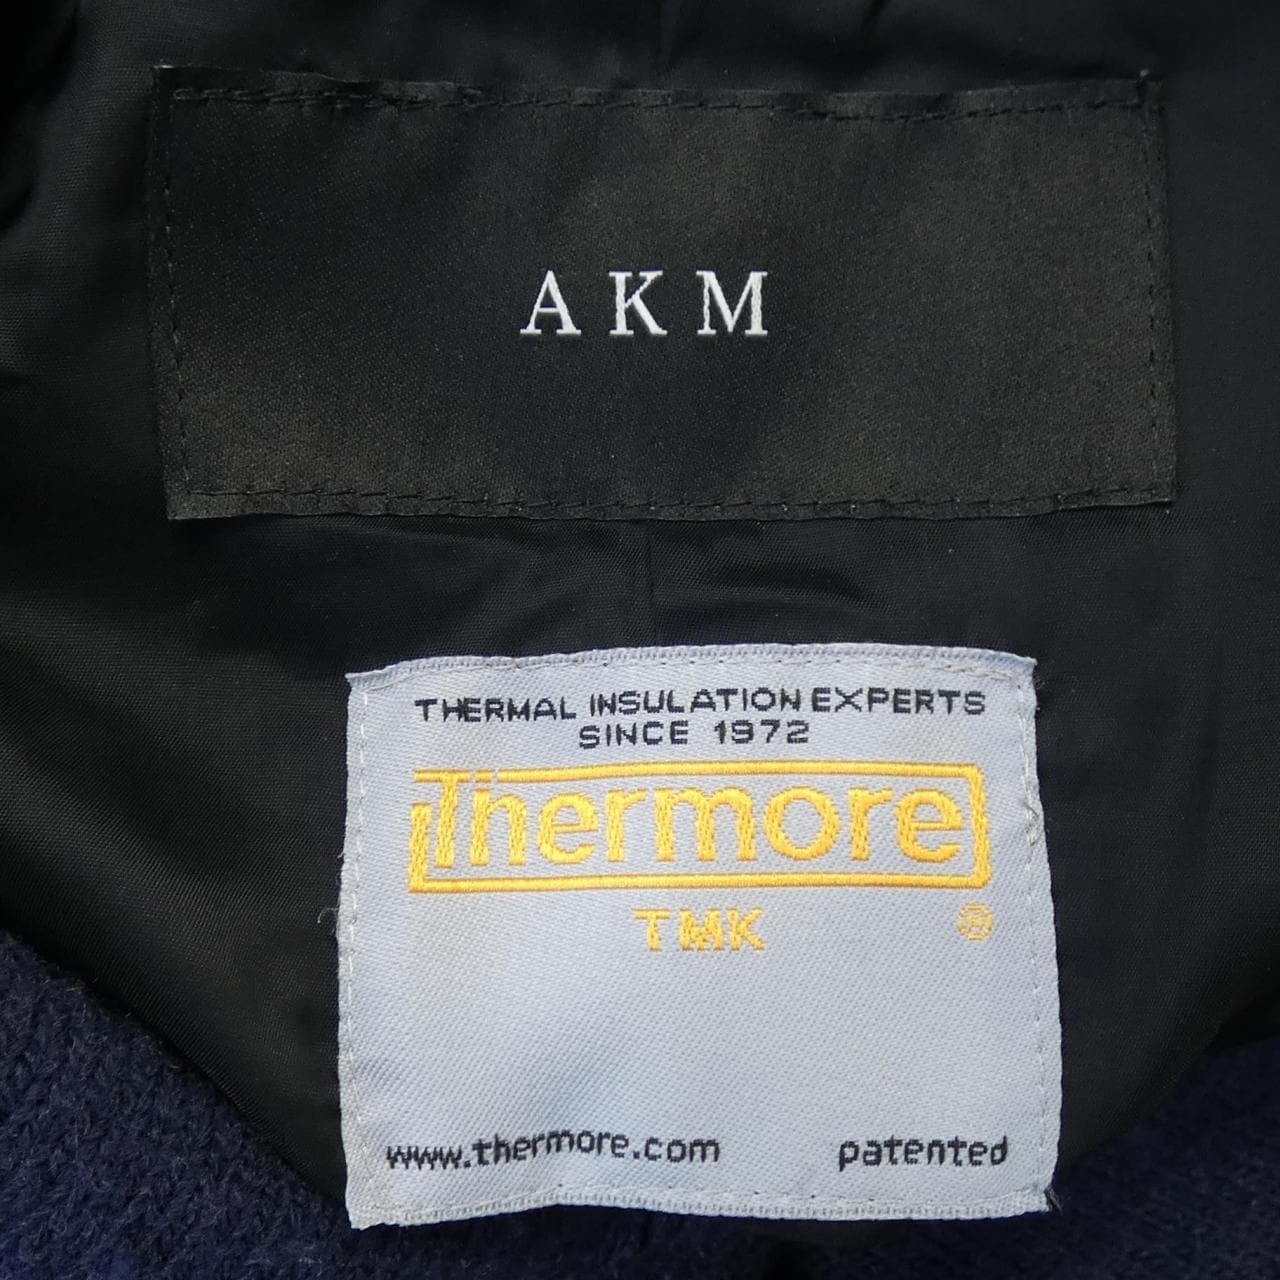 AKM
THERMAL INSULATION EXPERTS
SINCE 1972
Thermore
TMK ®
www.thermore.com patented